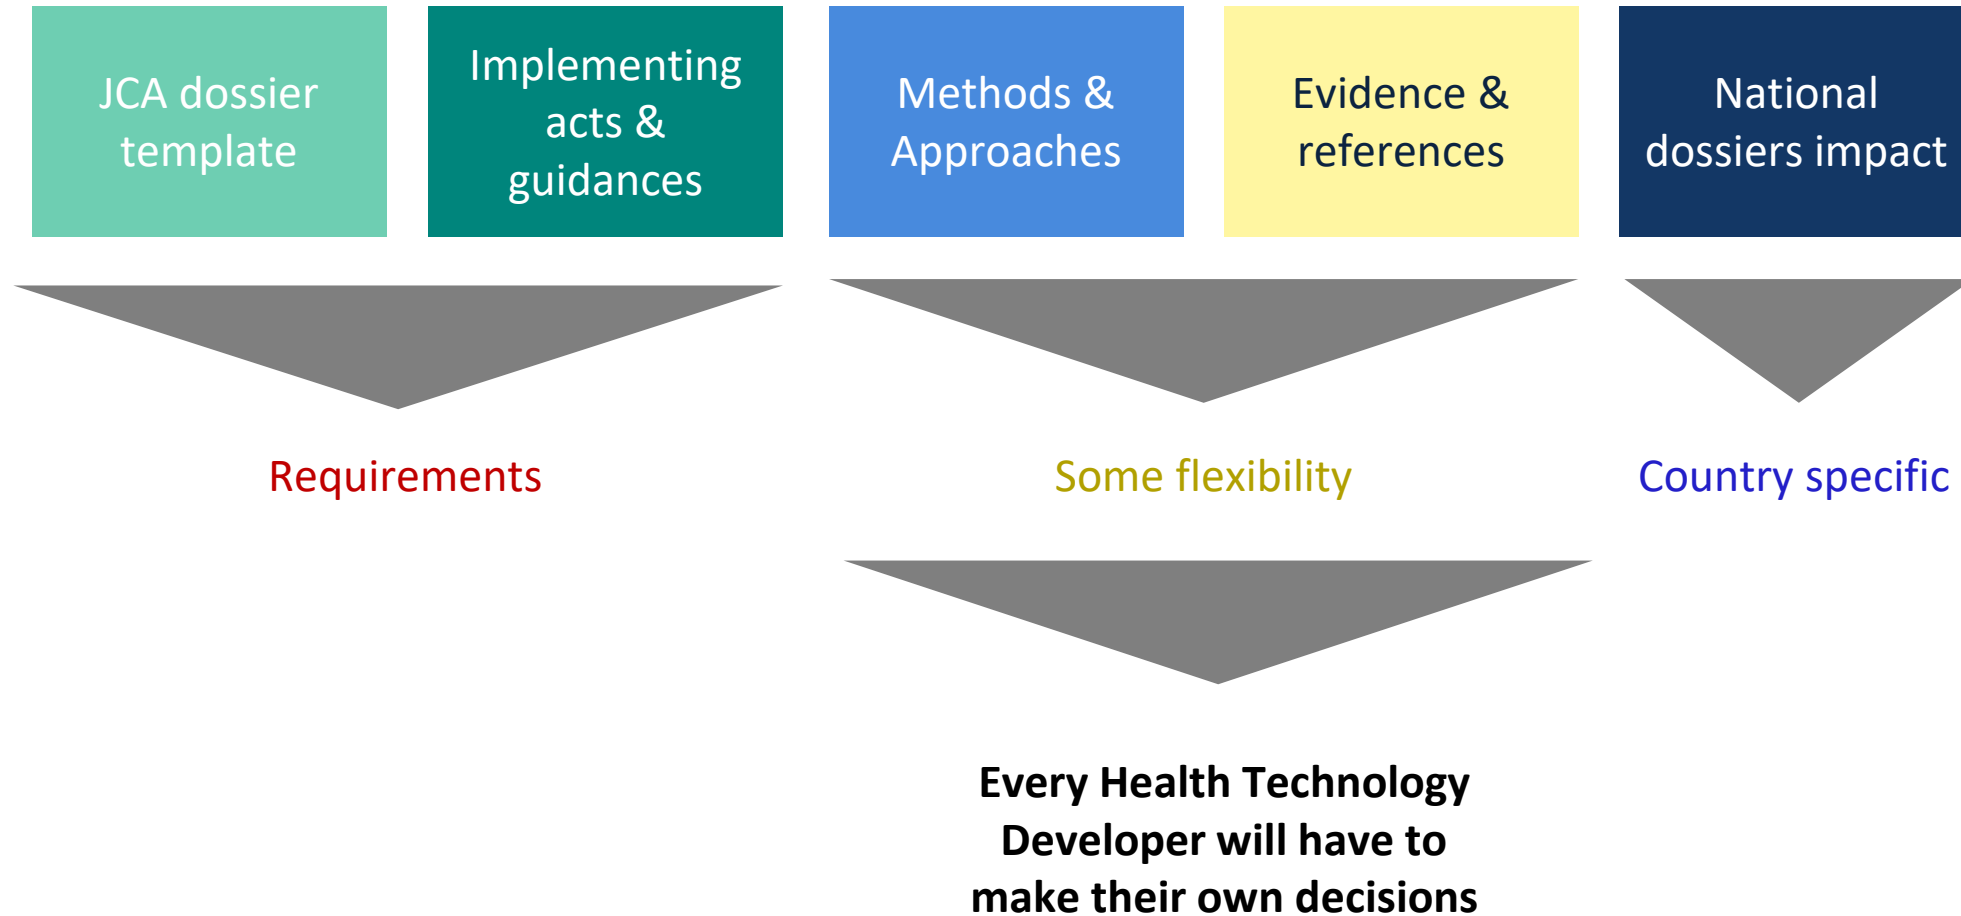 JCA dossier
template
Implementing
acts &
guidances
Methods &
Approaches
Evidence &
references
National
dossiers impact
Requirements
Some flexibility
Country specific
Every Health Technology
Developer will have to
make their own decisions